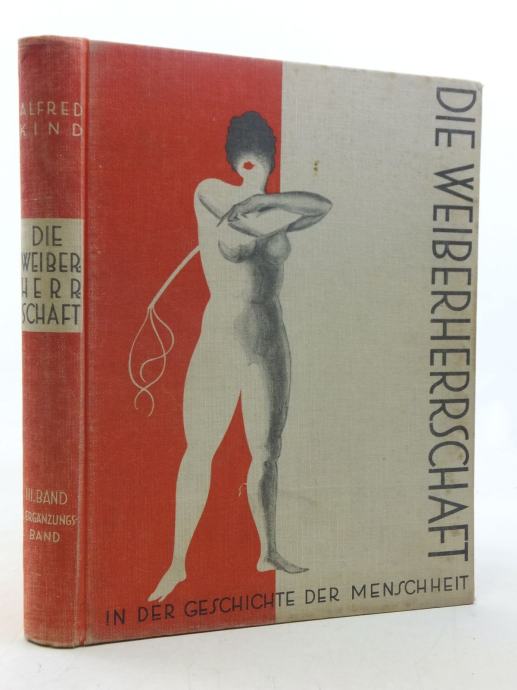 ALFRED
KIND
DIE
WEIBER
HERR
SCHAFT
III. BAND
ERGÄNZUNGS-
BAND
DIE WEIBERHERRSCHAFT
IN DER GESCHICHTE DER MENSCHHEIT